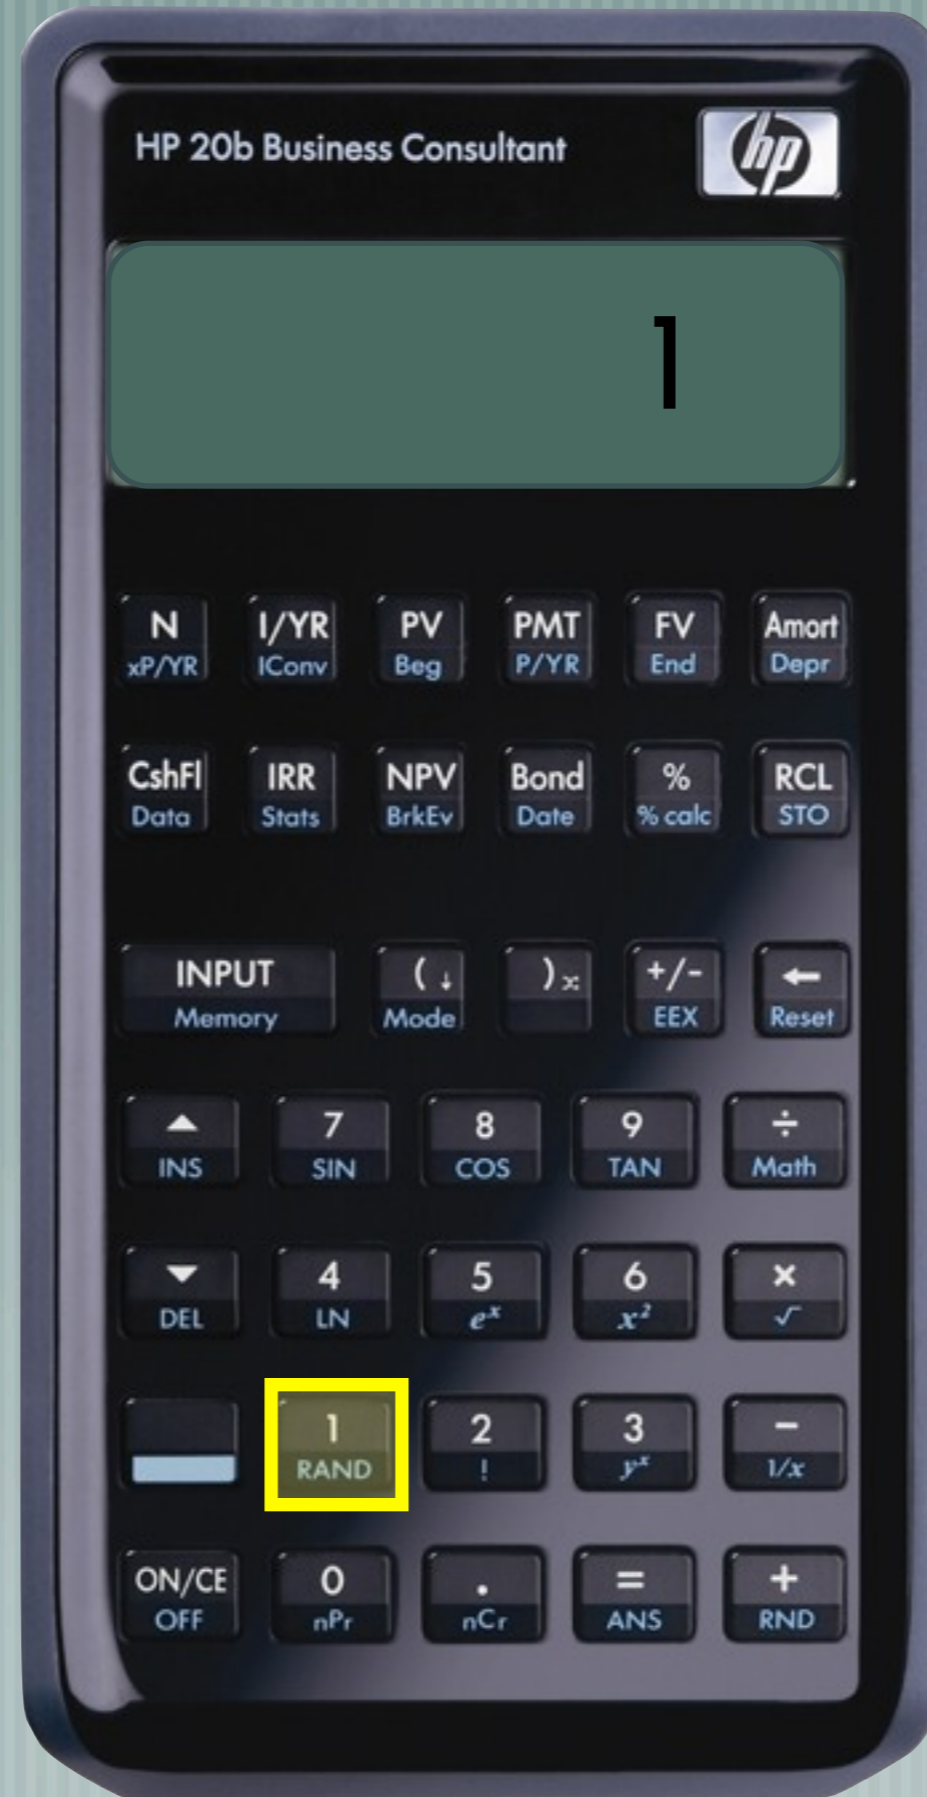 HP 20b Business Consultant
hp
1
N I/YR PV PMT FV Amort
xP/YR IConv Beg P/YR End Depr
CshFl IRR NPV Bond % RCL
Data Stats BrkEv Date % calc STO
INPUT ( ↓ ) +/- ←
Memory Mode EEX Reset
▲ 7 8 9 ÷
INS SIN COS TAN Math
▼ 4 5 6 ×
DEL LN eˣ x² √
1 2 3 −
RAND ! yˣ 1/x
ON/CE 0 . = +
OFF nPr nCr ANS RND